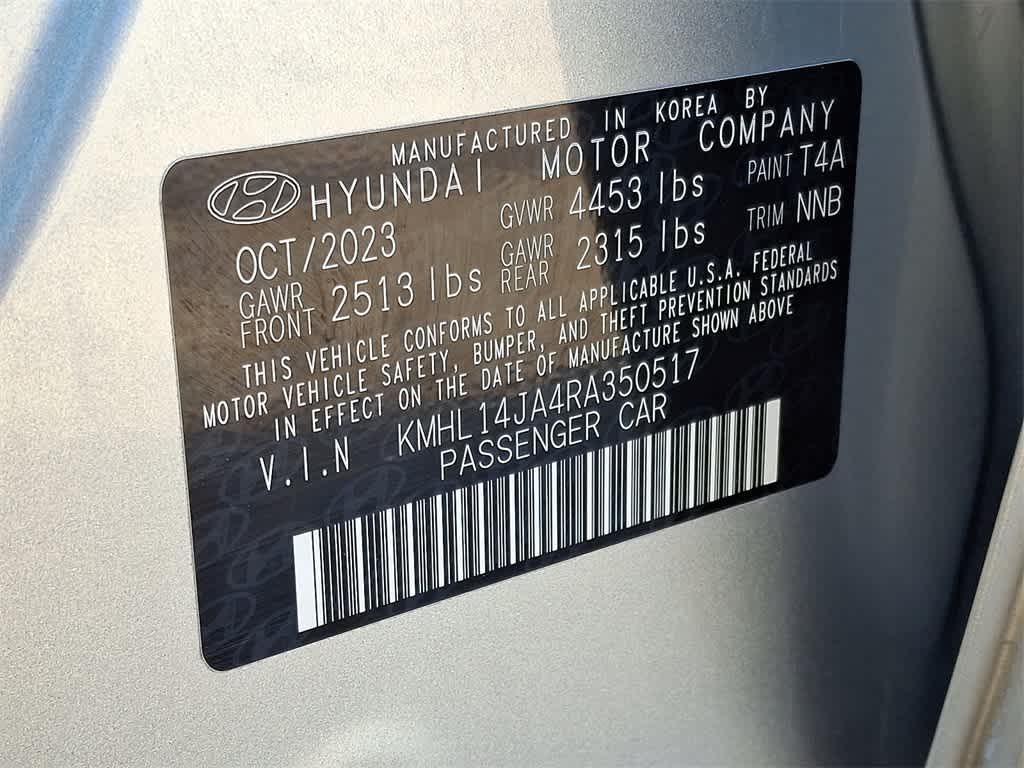 MANUFACTURED IN KOREA BY
HYUNDAI MOTOR COMPANY
OCT/2023 GVWR 4453 lbs PAINT T4A
GAWR FRONT 2513 lbs GAWR REAR 2315 lbs TRIM NNB
THIS VEHICLE CONFORMS TO ALL APPLICABLE U.S.A. FEDERAL
MOTOR VEHICLE SAFETY, BUMPER, AND THEFT PREVENTION STANDARDS
IN EFFECT ON THE DATE OF MANUFACTURE SHOWN ABOVE
V.I.N KMHL14JA4RA350517
PASSENGER CAR